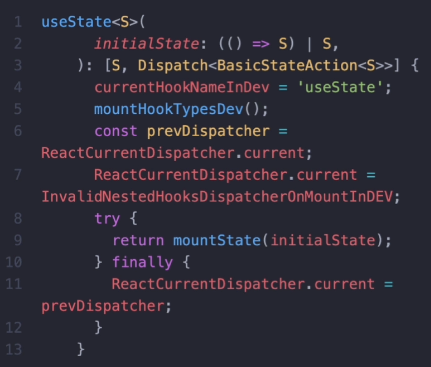 1 useState<S>(
2 initialState: (() => S) | S,
3 ): [S, Dispatch<BasicStateAction<S>>] {
4 currentHookNameInDev = 'useState';
5 mountHookTypesDev();
6 const prevDispatcher =
ReactCurrentDispatcher.current;
7 ReactCurrentDispatcher.current =
InvalidNestedHooksDispatcherOnMountInDEV;
8 try {
9 return mountState(initialState);
10 } finally {
11 ReactCurrentDispatcher.current =
prevDispatcher;
12 }
13 }